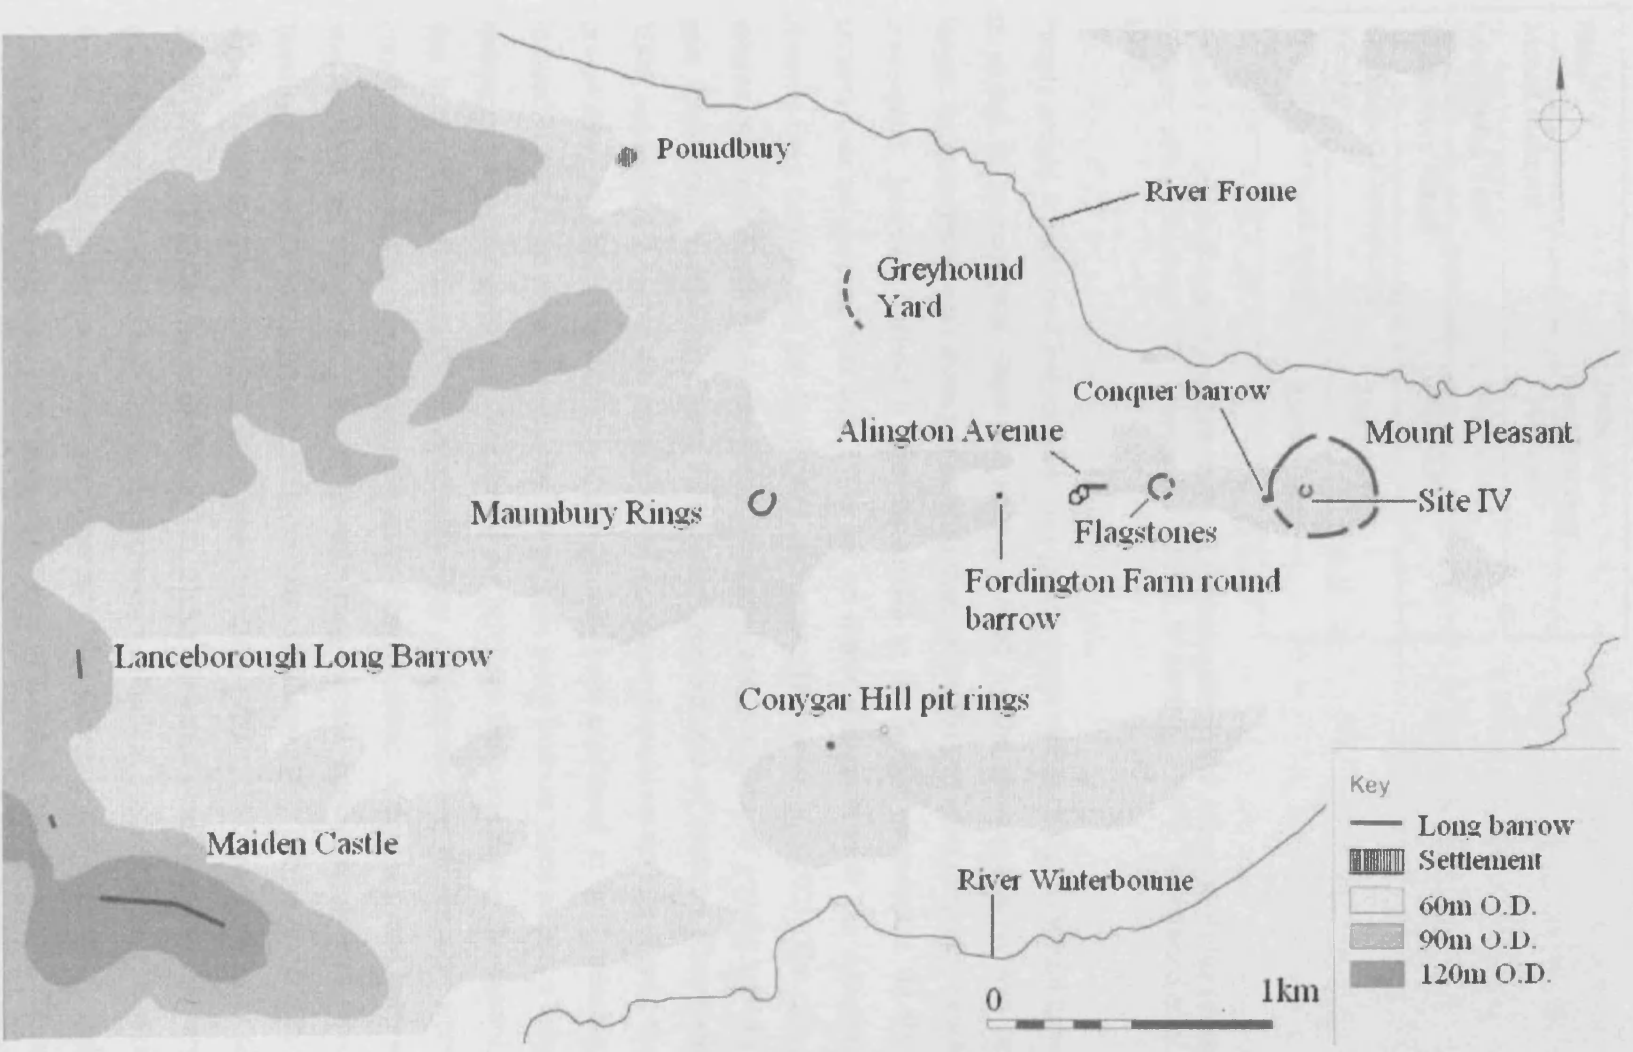 Poundbury
River Frome
Greyhound
Yard
Conquer barrow
Alington Avenue
Mount Pleasant
Maumbury Rings
Site IV
Flagstones
Fordington Farm round
barrow
Lanceborough Long Barrow
Conygar Hill pit rings
Maiden Castle
River Winterbourne
0
1km
Key
Long barrow
Settlement
60m O.D.
90m O.D.
120m O.D.